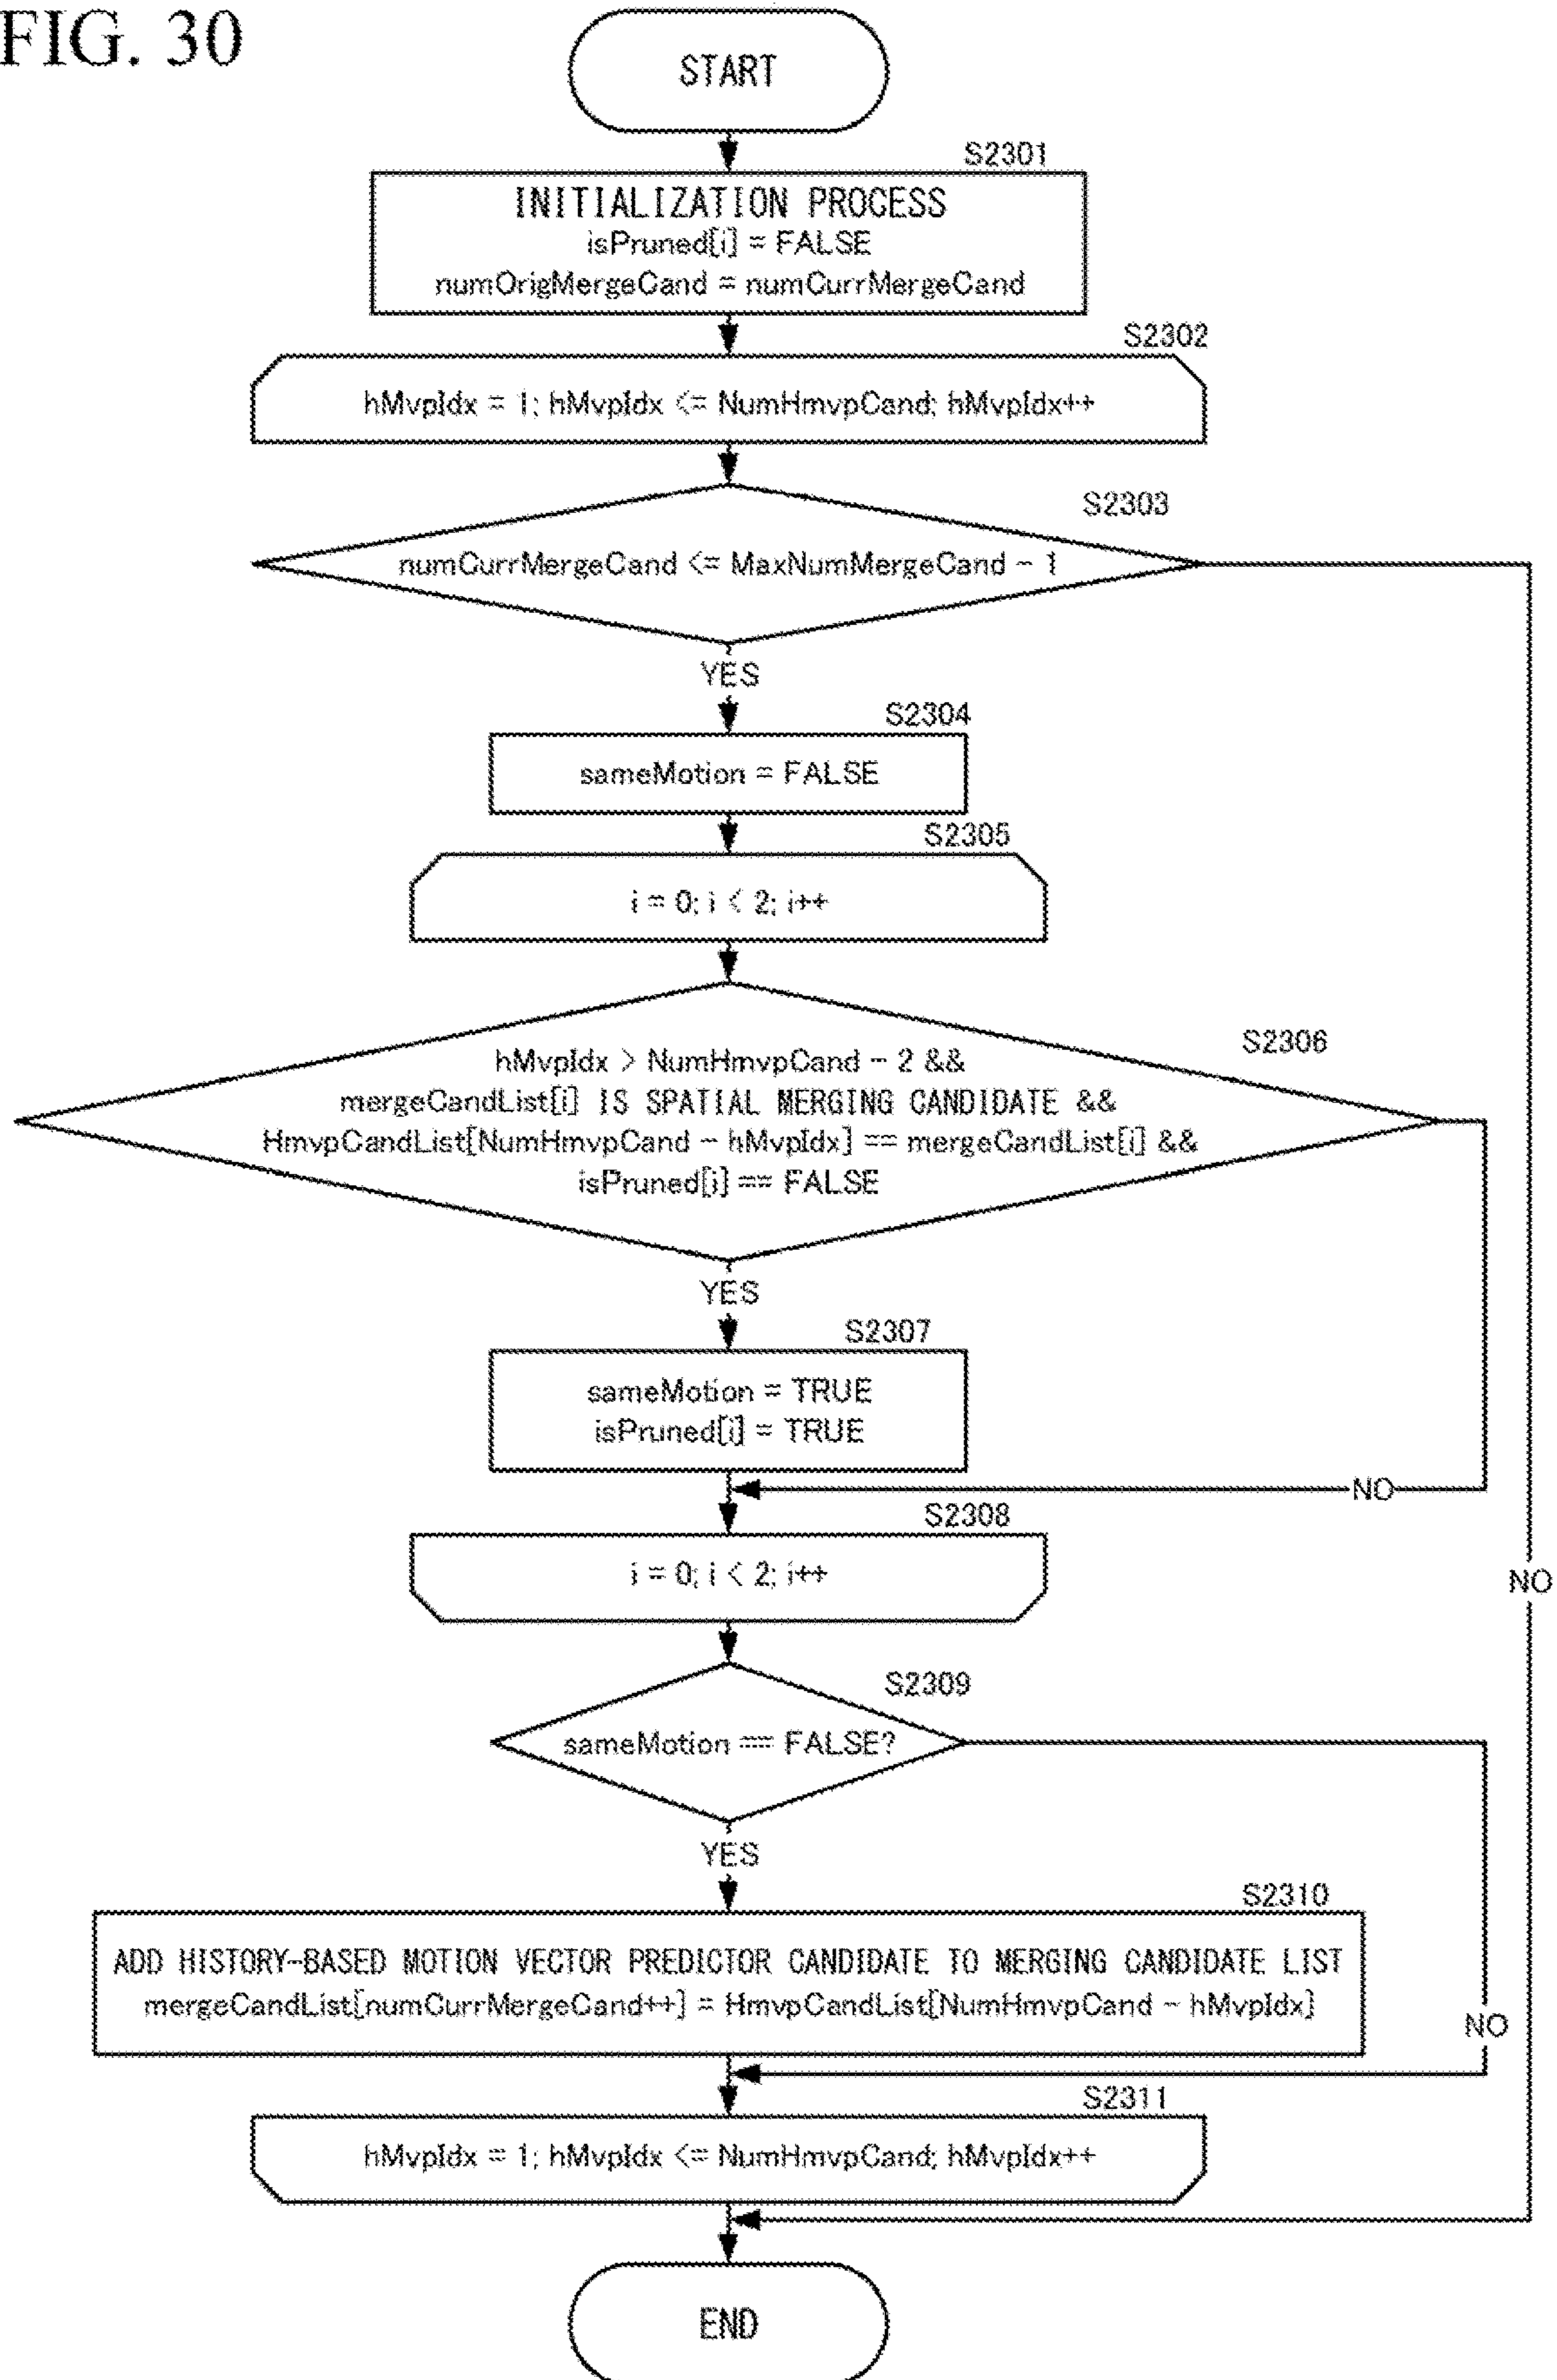 FIG. 30
START
S2301
INITIALIZATION PROCESS
isPruned[i] = FALSE
numOrigMergeCand = numCurrMergeCand
S2302
hMvpIdx = 1; hMvpIdx <= NumHmvpCand; hMvpIdx++
S2303
numCurrMergeCand <= MaxNumMergeCand - 1
YES
S2304
sameMotion = FALSE
S2305
i = 0; i < 2; i++
S2306
hMvpIdx > NumHmvpCand - 2 &&
mergeCandList[i] IS SPATIAL MERGING CANDIDATE &&
HmvpCandList[NumHmvpCand - hMvpIdx] == mergeCandList[i] &&
isPruned[i] == FALSE
YES
S2307
sameMotion = TRUE
isPruned[i] = TRUE
NO
S2308
i = 0; i < 2; i++
NO
S2309
sameMotion == FALSE?
YES
S2310
ADD HISTORY-BASED MOTION VECTOR PREDICTOR CANDIDATE TO MERGING CANDIDATE LIST
mergeCandList[numCurrMergeCand++] = HmvpCandList[NumHmvpCand - hMvpIdx]
NO
S2311
hMvpIdx = 1; hMvpIdx <= NumHmvpCand; hMvpIdx++
END